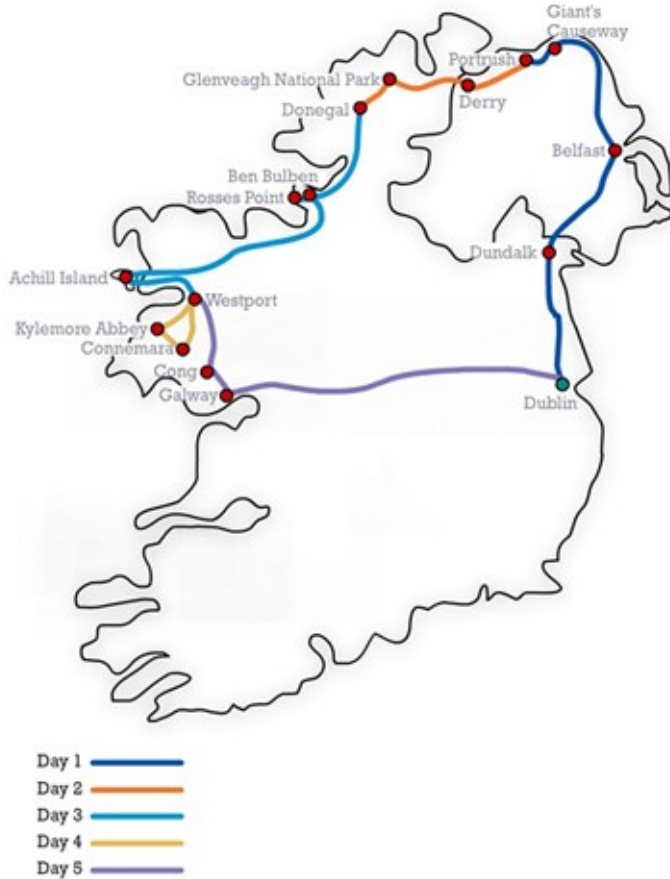 Giant's
Causeway
Portrush
Glenveagh National Park
Derry
Donegal
Belfast
Ben Bulben
Rosses Point
Dundalk
Achill Island
Westport
Kylemore Abbey
Connemara
Cong
Galway
Dublin
Day 1
Day 2
Day 3
Day 4
Day 5